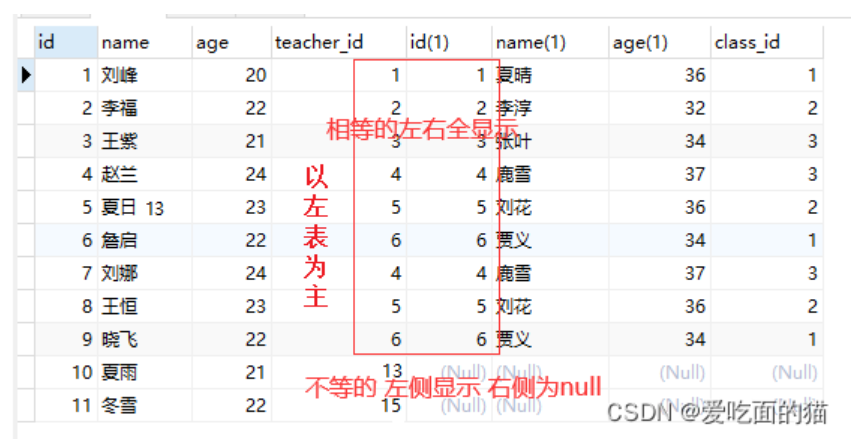 id name age teacher_id id(1) name(1) age(1) class_id
1 刘峰 20 1 1 夏晴 36 1
2 李福 22 2 2 李淳 32 2
相等的左右全显示
3 王紫 21 3 3 张叶 34 3
4 赵兰 24 4 4 鹿雪 37 3
5 夏日 13 23 5 5 刘花 36 2
6 詹启 22 6 6 贾义 34 1
7 刘娜 24 4 4 鹿雪 37 3
8 王恒 23 5 5 刘花 36 2
9 晓飞 22 6 6 贾义 34 1
以左表为主
10 夏雨 21 13 (Null) (Null) (Null) (Null)
不等的 左侧显示 右侧为null
11 冬雪 22 15 (Null) (Null) (Null) (Null)
CSDN @爱吃面的猫